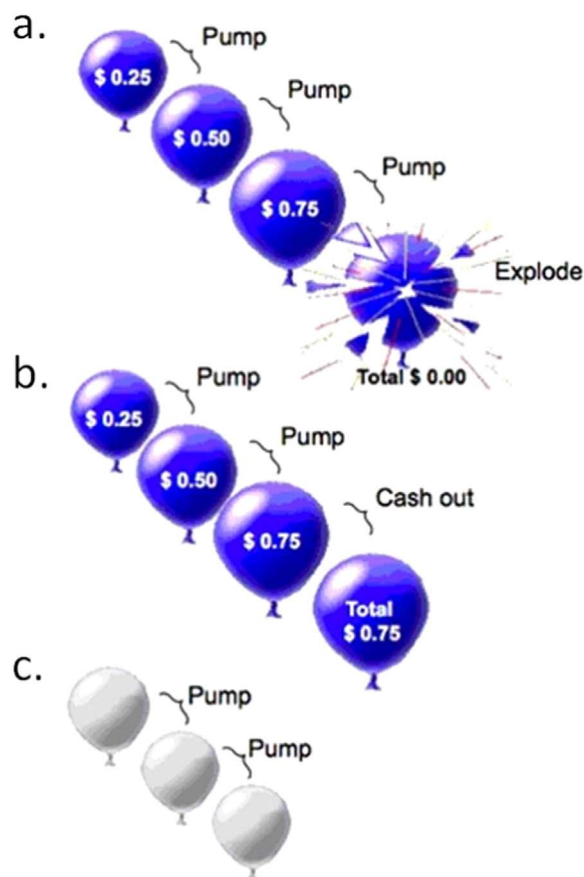 a.
Pump
$ 0.25
Pump
$ 0.50
Pump
$ 0.75
Explode
Total $ 0.00
b.
Pump
$ 0.25
Pump
$ 0.50
Cash out
$ 0.75
Total
$ 0.75
c.
Pump
Pump